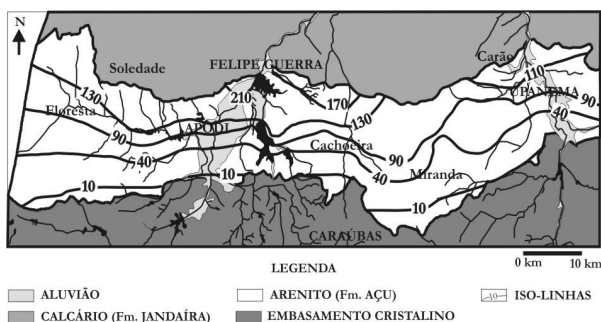 N
Soledade
FELIPE GUERRA
Carão
130
210
170
110
UPANEMA
Floresta
130
90
90
APODI
Cachoeira
40
40
90
40
Miranda
10
10
10
CARAÚBAS
0 km 10 km
LEGENDA
ALUVIÃO
ARENITO (Fm. AÇU)
10 ISO-LINHAS
CALCÁRIO (Fm. JANDAÍRA)
EMBASAMENTO CRISTALINO